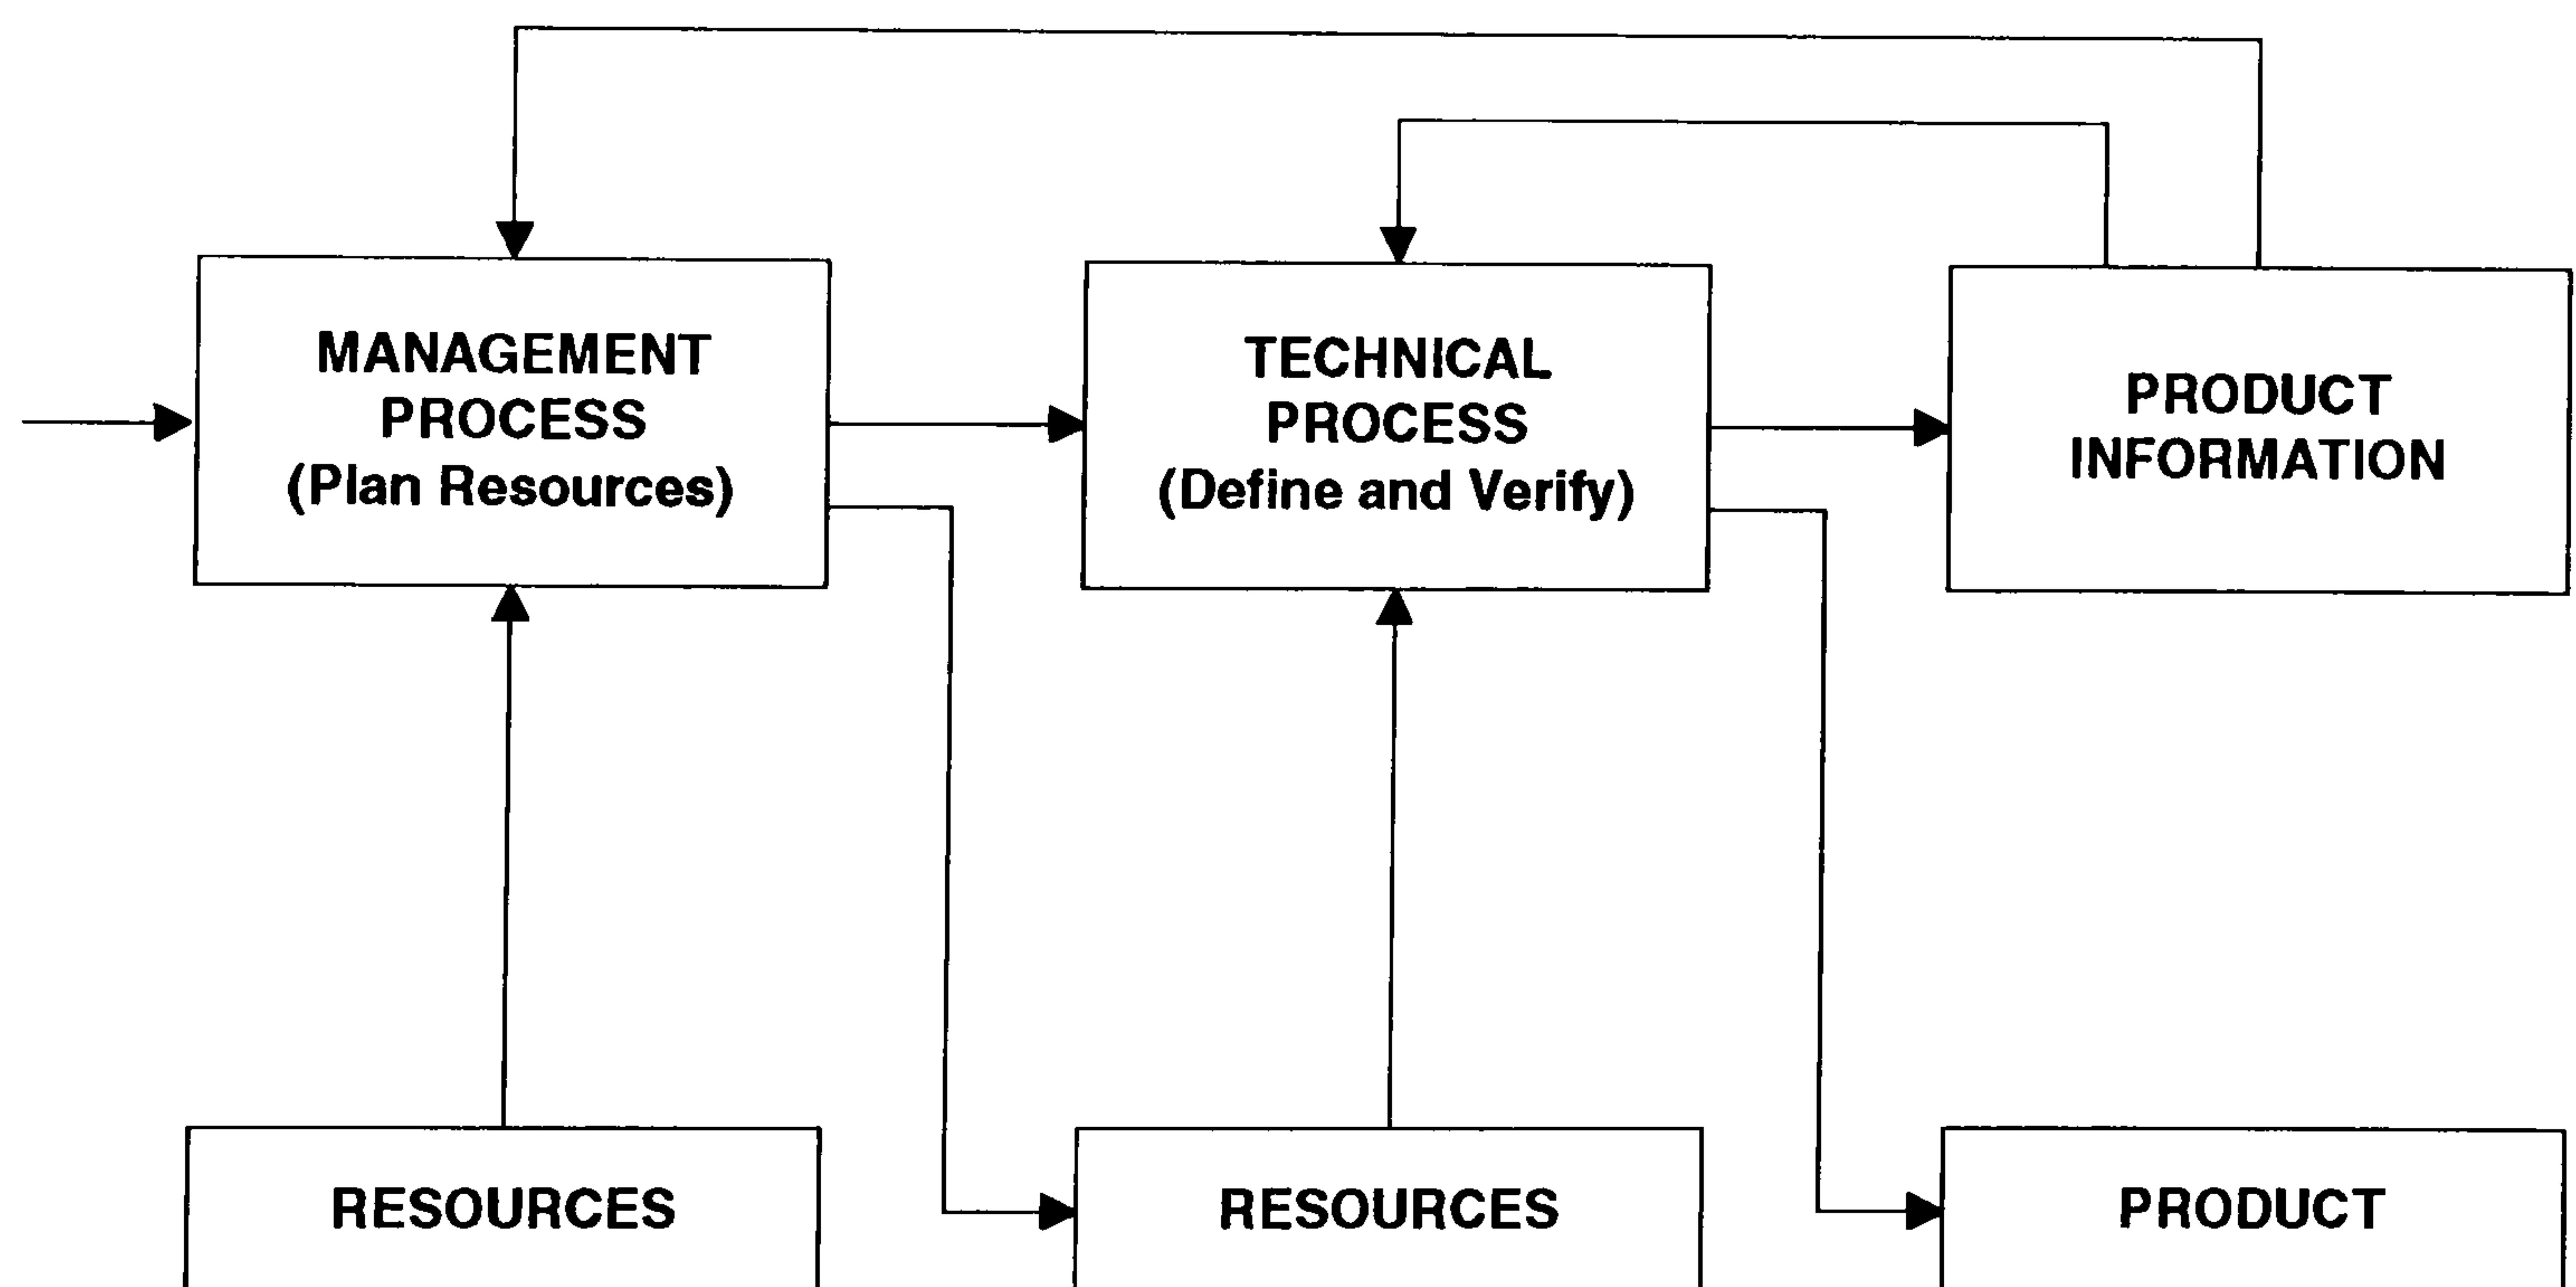 MANAGEMENT
PROCESS
(Plan Resources)
TECHNICAL
PROCESS
(Define and Verify)
PRODUCT
INFORMATION
RESOURCES
RESOURCES
PRODUCT